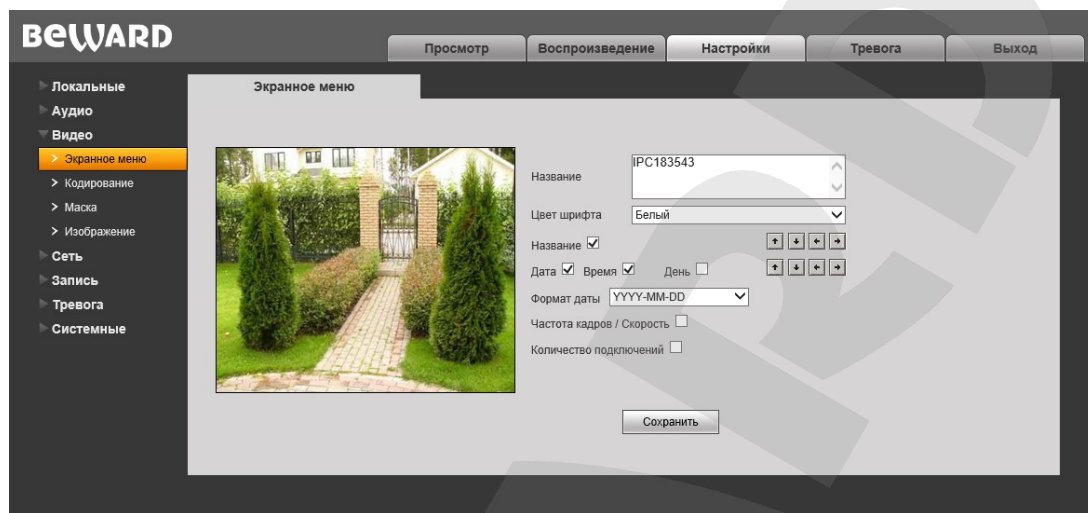 BEWARD
Просмотр Воспроизведение Настройки Тревога Выход
Локальные
Аудио
Видео
> Экранное меню
> Кодирование
> Маска
> Изображение
Сеть
Запись
Тревога
Системные
Экранное меню
Название IPC183543
Цвет шрифта Белый
Название
Дата Время День
Формат даты YYYY-MM-DD
Частота кадров / Скорость
Количество подключений
Сохранить